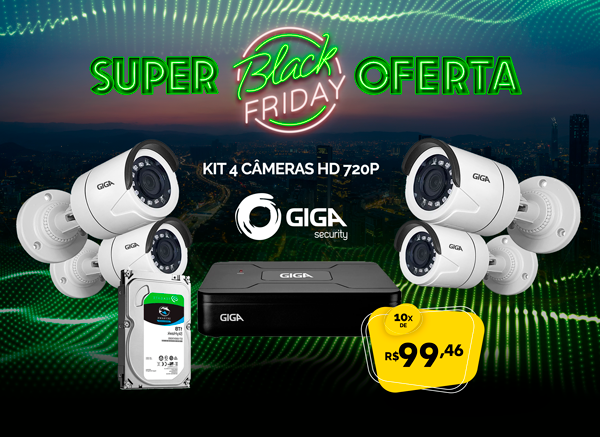 SUPER Black FRIDAY OFERTA
KIT 4 CÂMERAS HD 720P
GIGA
GIGA
GIGA
GIGA
GIGA
security
GIGA
GIGA
10x
DE
R$99,46